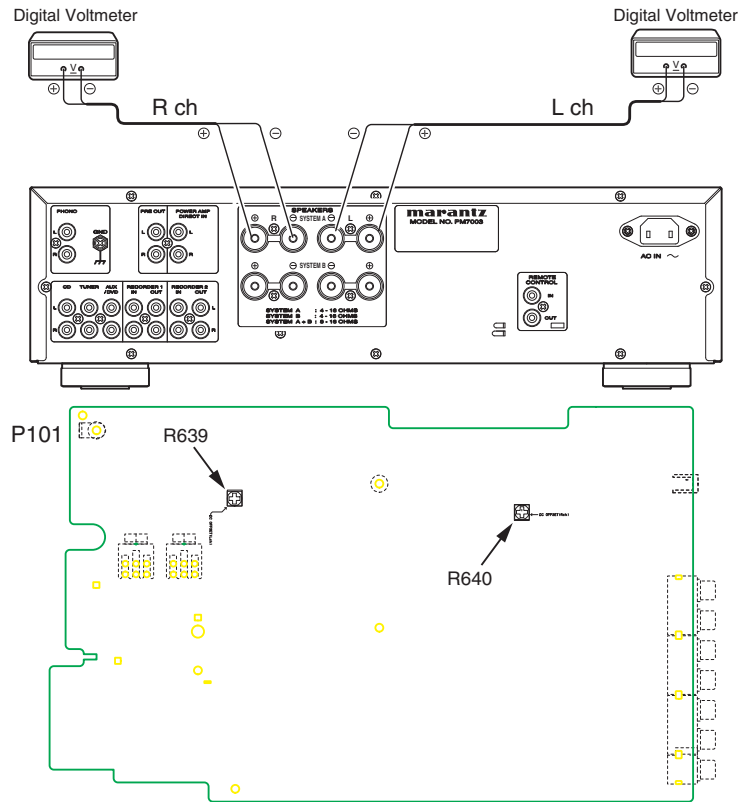 Digital Voltmeter
Digital Voltmeter
V
V
R ch
L ch
PHONO
GND
L
R
PRE OUT
POWER AMP
DIRECT IN
L
R
SPEAKERS
R
SYSTEM A
L
SYSTEM B
SYSTEM A : 4 - 16 OHMS
SYSTEM B : 4 - 16 OHMS
SYSTEM A + B : 8 - 16 OHMS
marantz
MODEL NO. PM7003
AC IN
CD
TUNER
AUX
/DVD
RECORDER 1
IN OUT
RECORDER 2
IN OUT
L
R
L
R
REMOTE
CONTROL
IN
OUT
P101
R639
R640